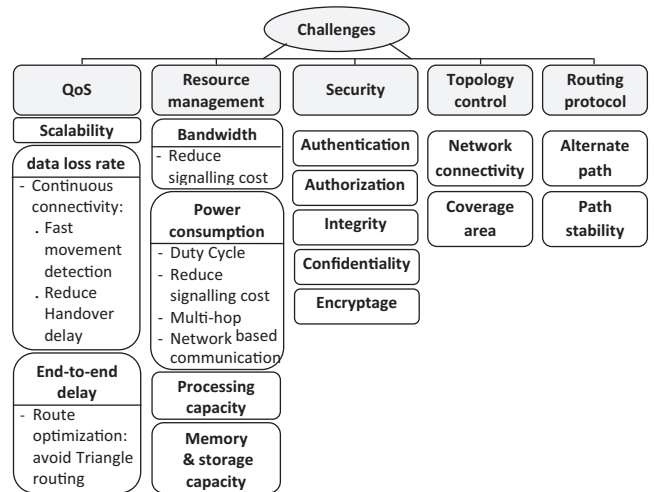 Challenges
QoS
Scalability
data loss rate
- Continuous
connectivity:
. Fast
movement
detection
. Reduce
Handover
delay
End-to-end
delay
- Route
optimization:
avoid Triangle
routing
Resource
management
Bandwidth
- Reduce
signalling cost
Power
consumption
- Duty Cycle
- Reduce
signalling cost
- Multi-hop
- Network based
communication
Processing
capacity
Memory
& storage
capacity
Security
Authentication
Authorization
Integrity
Confidentiality
Encryptage
Topology
control
Network
connectivity
Coverage
area
Routing
protocol
Alternate
path
Path
stability